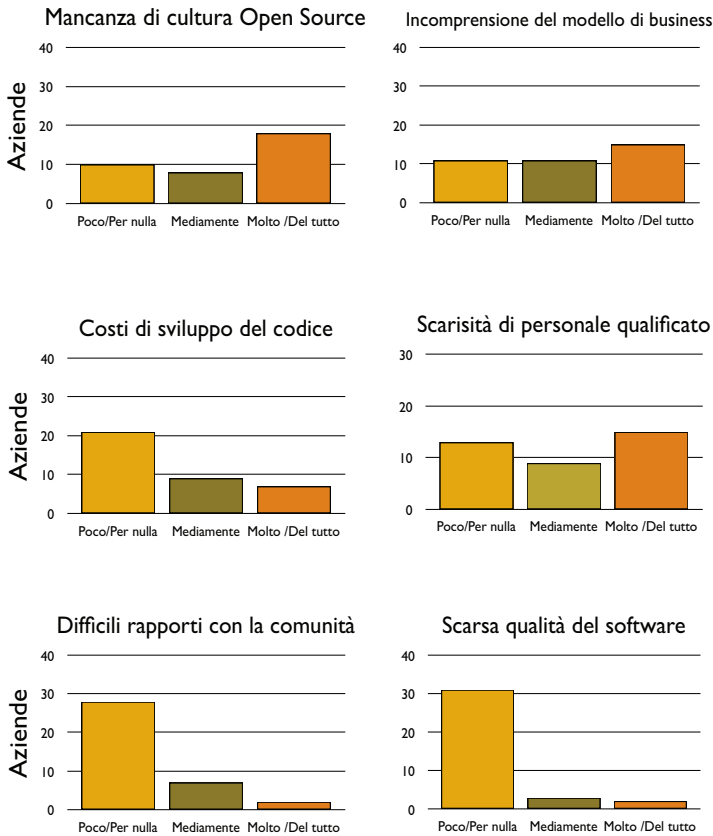 Mancanza di cultura Open Source
Aziende
40
30
20
10
0
Poco/Per nulla Mediamente Molto /Del tutto
Incomprensione del modello di business
40
30
20
10
0
Poco/Per nulla Mediamente Molto /Del tutto
Costi di sviluppo del codice
Aziende
40
30
20
10
0
Poco/Per nulla Mediamente Molto /Del tutto
Scarisità di personale qualificato
30
20
10
0
Poco/Per nulla Mediamente Molto /Del tutto
Difficili rapporti con la comunità
Aziende
40
30
20
10
0
Poco/Per nulla Mediamente Molto /Del tutto
Scarsa qualità del software
40
30
20
10
0
Poco/Per nulla Mediamente Molto /Del tutto